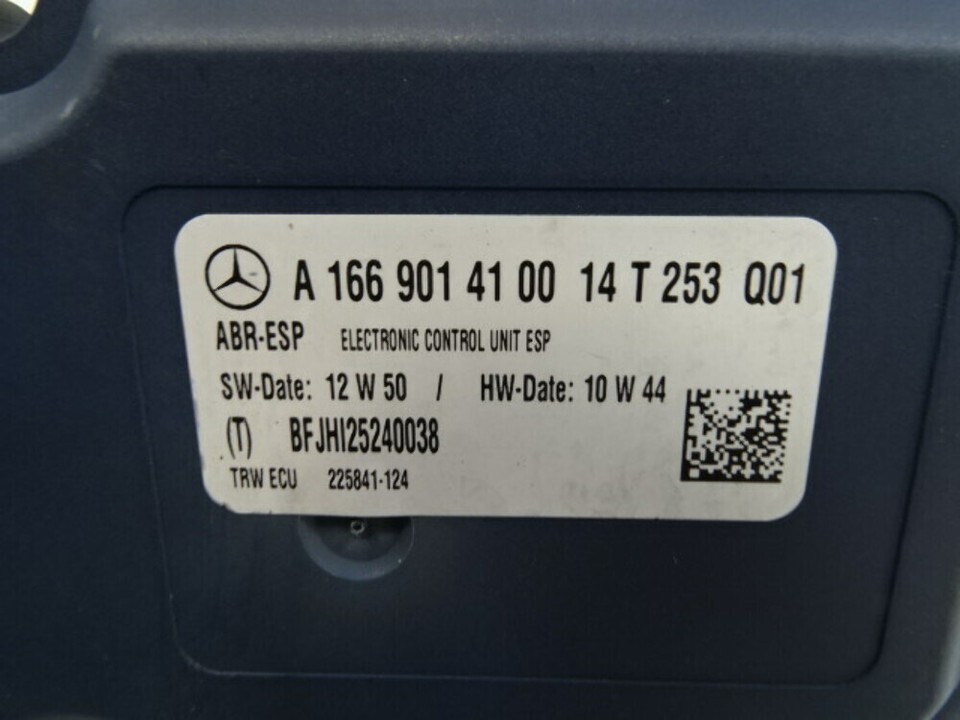 A 166 901 41 00 14 T 253 Q01
ABR-ESP ELECTRONIC CONTROL UNIT ESP
SW-Date: 12 W 50 / HW-Date: 10 W 44
(T) BFJHI25240038
TRW ECU 225841-124